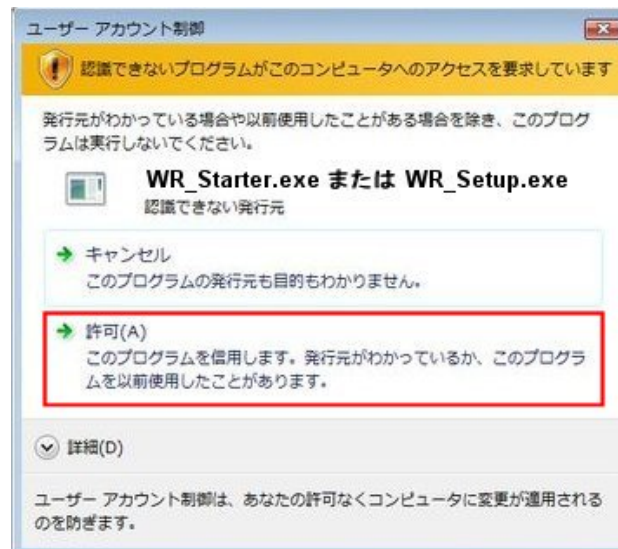 ユーザー アカウント制御
認識できないプログラムがこのコンピュータへのアクセスを要求しています
発行元がわかっている場合や以前使用したことがある場合を除き、このプログ
ラムは実行しないでください。
WR_Starter.exe または WR_Setup.exe
認識できない発行元
キャンセル
このプログラムの発行元も目的もわかりません。
許可(A)
このプログラムを信用します。発行元がわかっているか、このプログラ
ムを以前使用したことがあります。
詳細(D)
ユーザー アカウント制御は、あなたの許可なくコンピュータに変更が適用される
のを防ぎます。